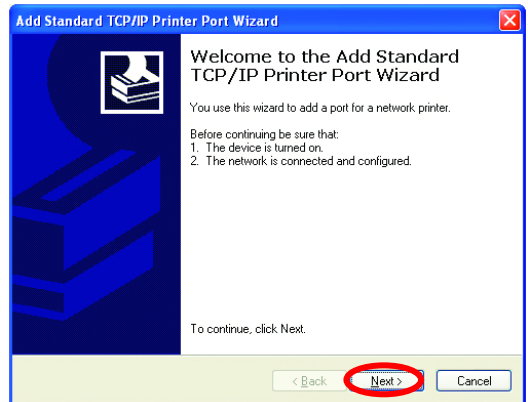 Add Standard TCP/IP Printer Port Wizard
Welcome to the Add Standard
TCP/IP Printer Port Wizard
You use this wizard to add a port for a network printer.
Before continuing be sure that:
1. The device is turned on.
2. The network is connected and configured.
To continue, click Next.
< Back
Next >
Cancel